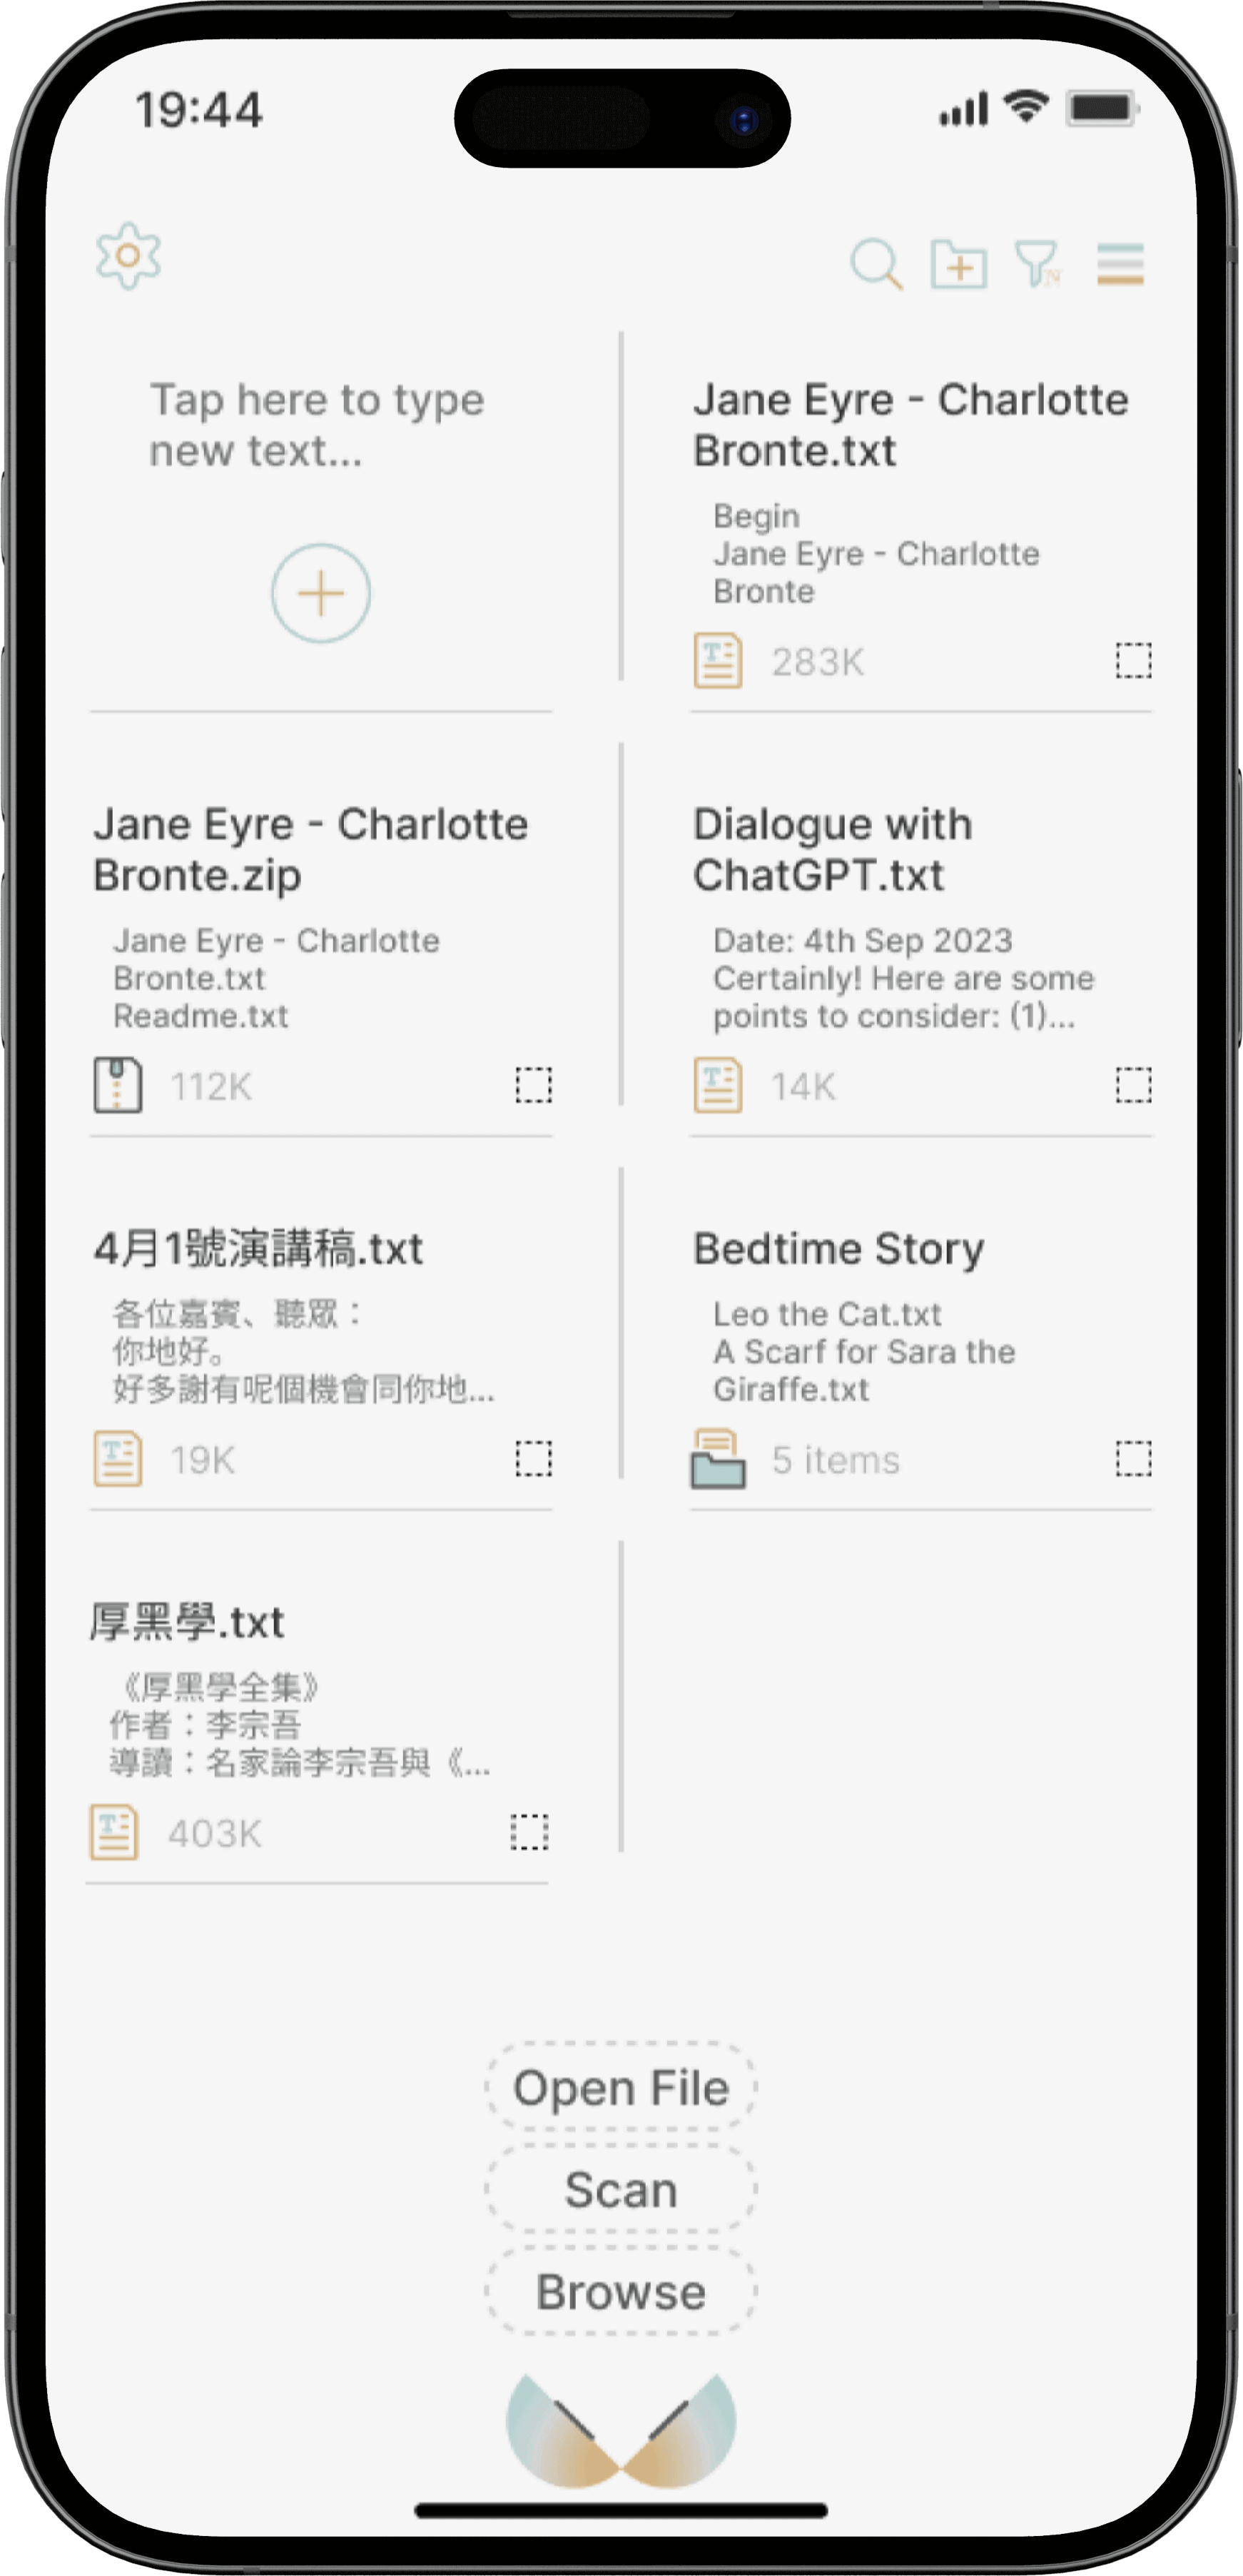 19:44
Tap here to type
new text...
Jane Eyre - Charlotte
Bronte.txt
Begin
Jane Eyre - Charlotte
Bronte
283K
Jane Eyre - Charlotte
Bronte.zip
Jane Eyre - Charlotte
Bronte.txt
Readme.txt
112K
Dialogue with
ChatGPT.txt
Date: 4th Sep 2023
Certainly! Here are some
points to consider: (1)...
14K
4月1號演講稿.txt
各位嘉賓、聽眾：
你地好。
好多謝有呢個機會同你地...
19K
Bedtime Story
Leo the Cat.txt
A Scarf for Sara the
Giraffe.txt
5 items
厚黑學.txt
《厚黑學全集》
作者：李宗吾
導讀：名家論李宗吾與《...
403K
Open File
Scan
Browse